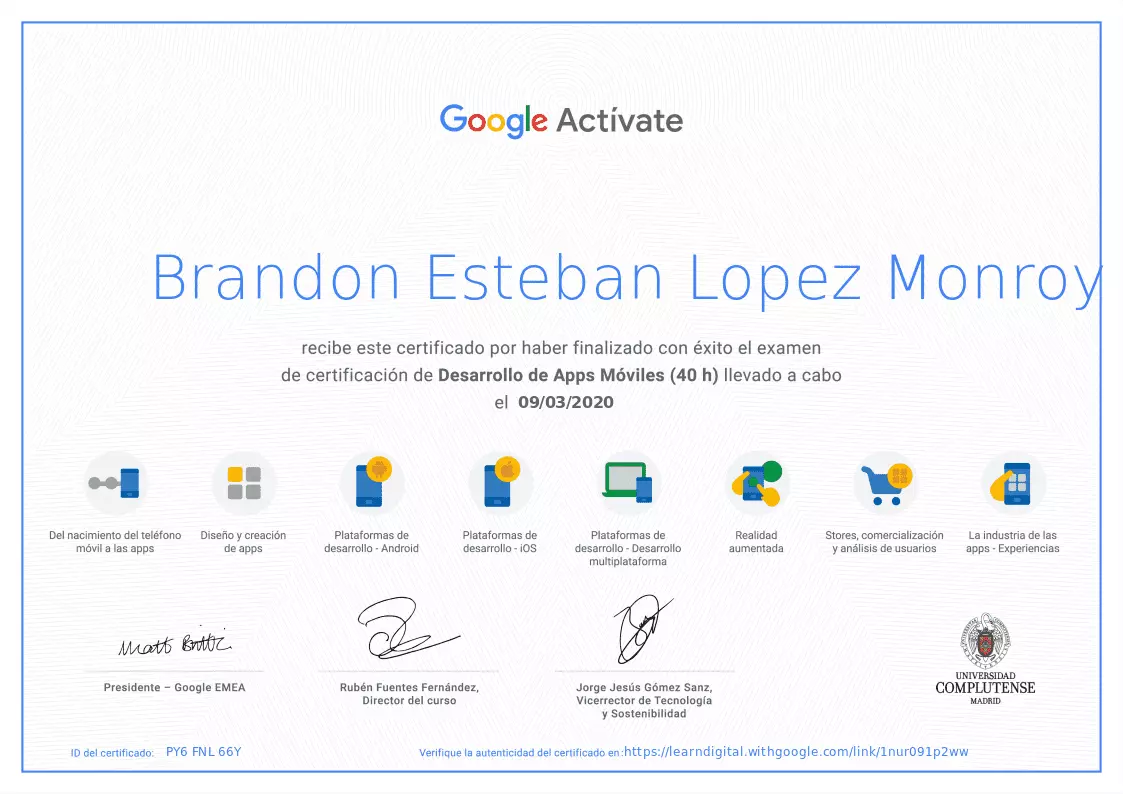 Google Actívate
Brandon Esteban Lopez Monroy
recibe este certificado por haber finalizado con éxito el examen
de certificación de Desarrollo de Apps Móviles (40 h) llevado a cabo
el 09/03/2020
Del nacimiento del teléfono
móvil a las apps
Diseño y creación
de apps
Plataformas de
desarrollo - Android
Plataformas de
desarrollo - iOS
Plataformas de
desarrollo - Desarrollo
multiplataforma
Realidad
aumentada
Stores, comercialización
y análisis de usuarios
La industria de las
apps - Experiencias
Matt Brittin
Presidente – Google EMEA
Rubén Fuentes Fernández,
Director del curso
Jorge Jesús Gómez Sanz,
Vicerrector de Tecnología
y Sostenibilidad
UNIVERSIDAD
COMPLUTENSE
MADRID
ID del certificado: PY6 FNL 66Y
Verifique la autenticidad del certificado en: https://learndigital.withgoogle.com/link/1nur091p2ww